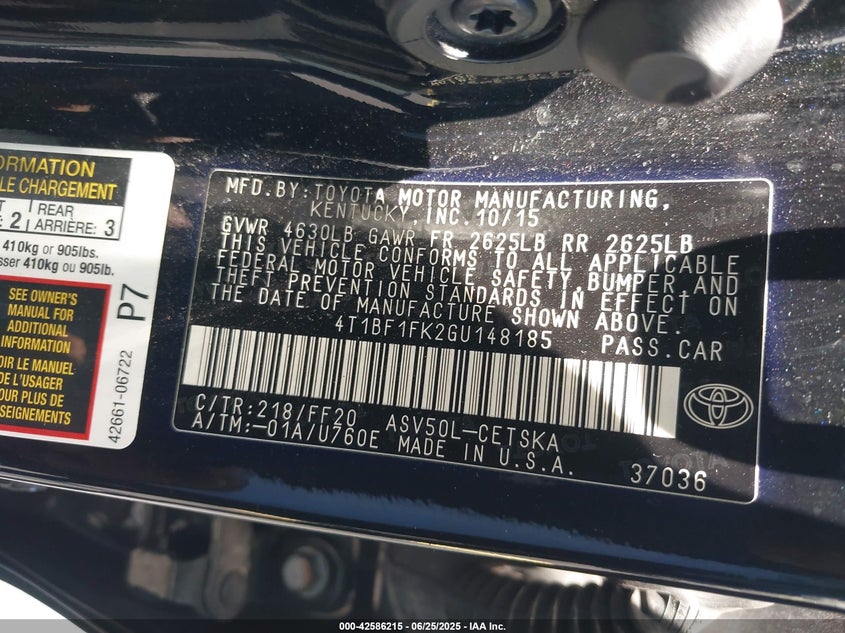 ORMATION
LE CHARGEMENT
2
REAR
ARRIÈRE: 3
410kg or 905lbs.
sser 410kg ou 905lb.
SEE OWNER'S
MANUAL FOR
ADDITIONAL
INFORMATION
OIR LE MANUEL
DE L'USAGER
POUR PLUS DE
NSEIGNEMENTS
P7
42661-06722
MFD.BY:TOYOTA MOTOR MANUFACTURING,
KENTUCKY,INC.10/15
GVWR 4630LB GAWR FR 2625LB RR 2625LB
THIS VEHICLE CONFORMS TO ALL APPLICABLE
FEDERAL MOTOR VEHICLE SAFETY,BUMPER,AND
THEFT PREVENTION STANDARDS IN EFFECT ON
THE DATE OF MANUFACTURE SHOWN ABOVE.
4T1BF1FK2GU148185 PASS.CAR
C/TR:218/FF20 ASV50L-CETSKA
A/TM:-01A/U760E MADE IN U.S.A.
37036
000-42586215 - 06/25/2025 - IAA Inc.